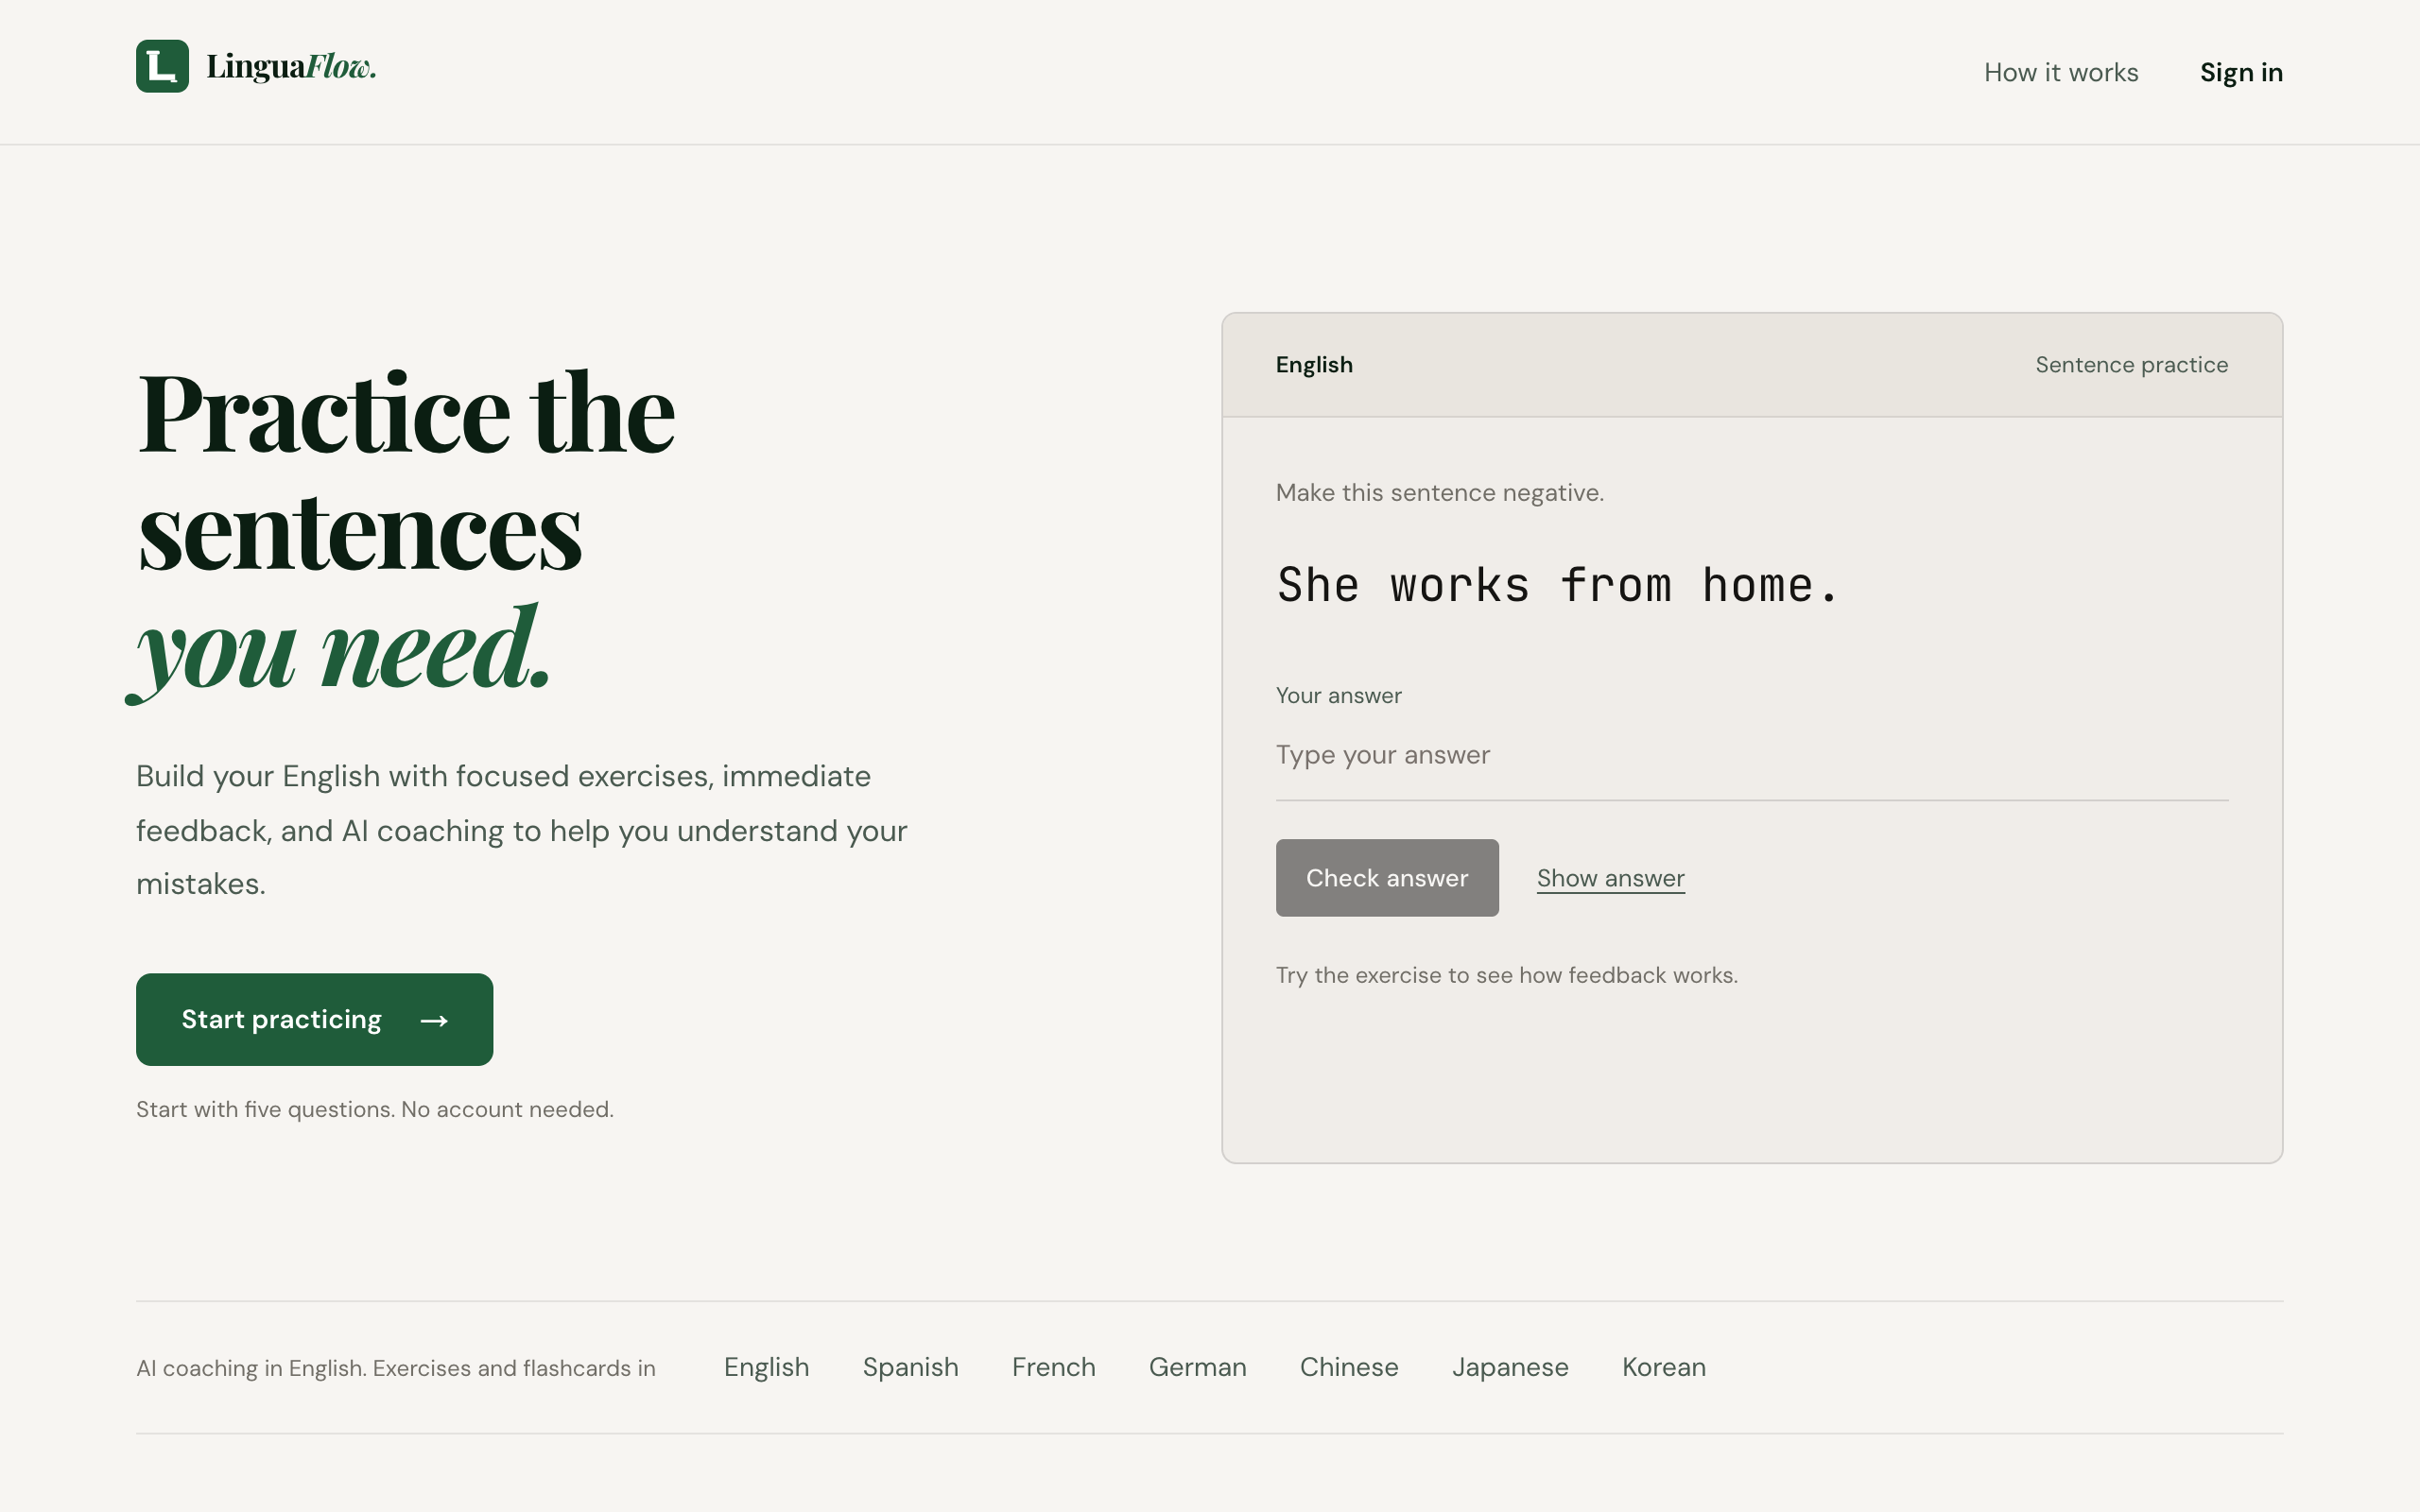 L LinguaFlow.
How it works
Sign in
Practice the
sentences
you need.
Build your English with focused exercises, immediate
feedback, and AI coaching to help you understand your
mistakes.
Start practicing →
Start with five questions. No account needed.
English
Sentence practice
Make this sentence negative.
She works from home.
Your answer
Type your answer
Check answer
Show answer
Try the exercise to see how feedback works.
AI coaching in English. Exercises and flashcards in
English
Spanish
French
German
Chinese
Japanese
Korean